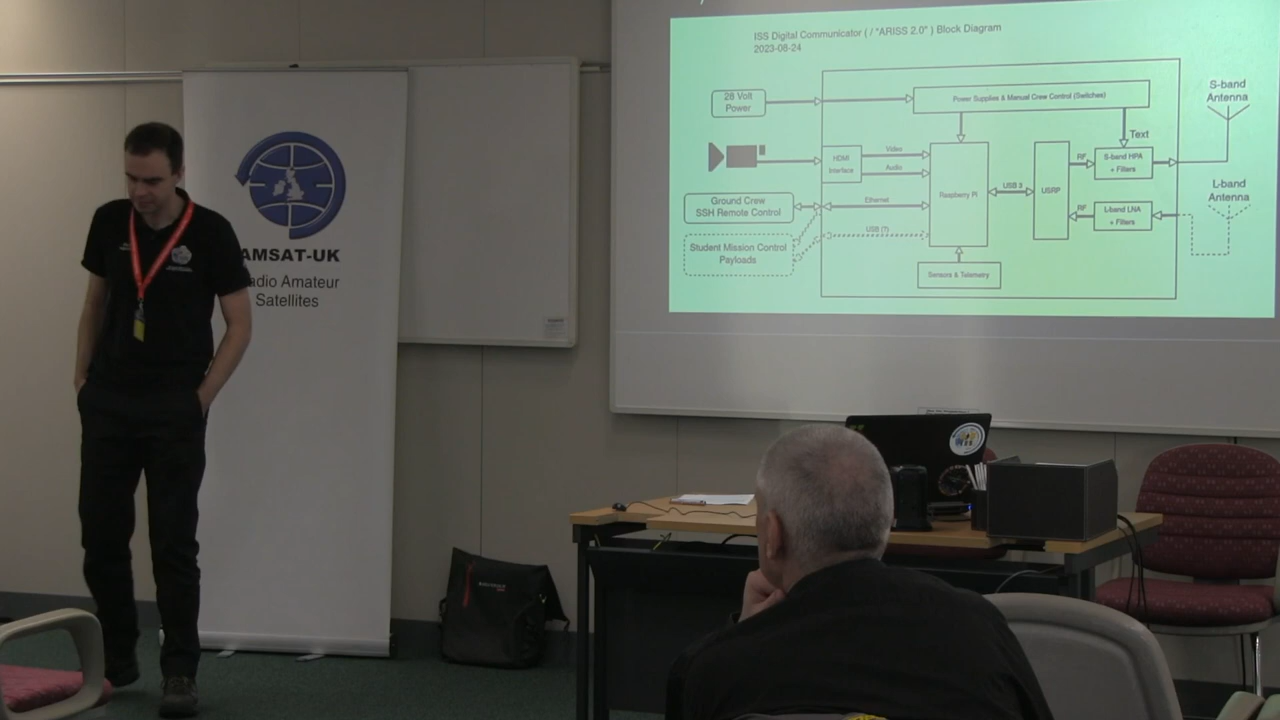 AMSAT-UK
adio Amateur
Satellites
ISS Digital Communicator ( / "ARISS 2.0" ) Block Diagram
2023-08-24
28 Volt
Power
Power Supplies & Manual Crew Control (Switches)
S-band
Antenna
Text
HDMI
Interface
Video
Audio
Raspberry Pi
USB 3
USRP
RF
S-band HPA
+ Filters
Ground Crew
SSH Remote Control
Ethernet
RF
L-band LNA
+ Filters
L-band
Antenna
Student Mission Control
Payloads
USB (?)
Sensors & Telemetry